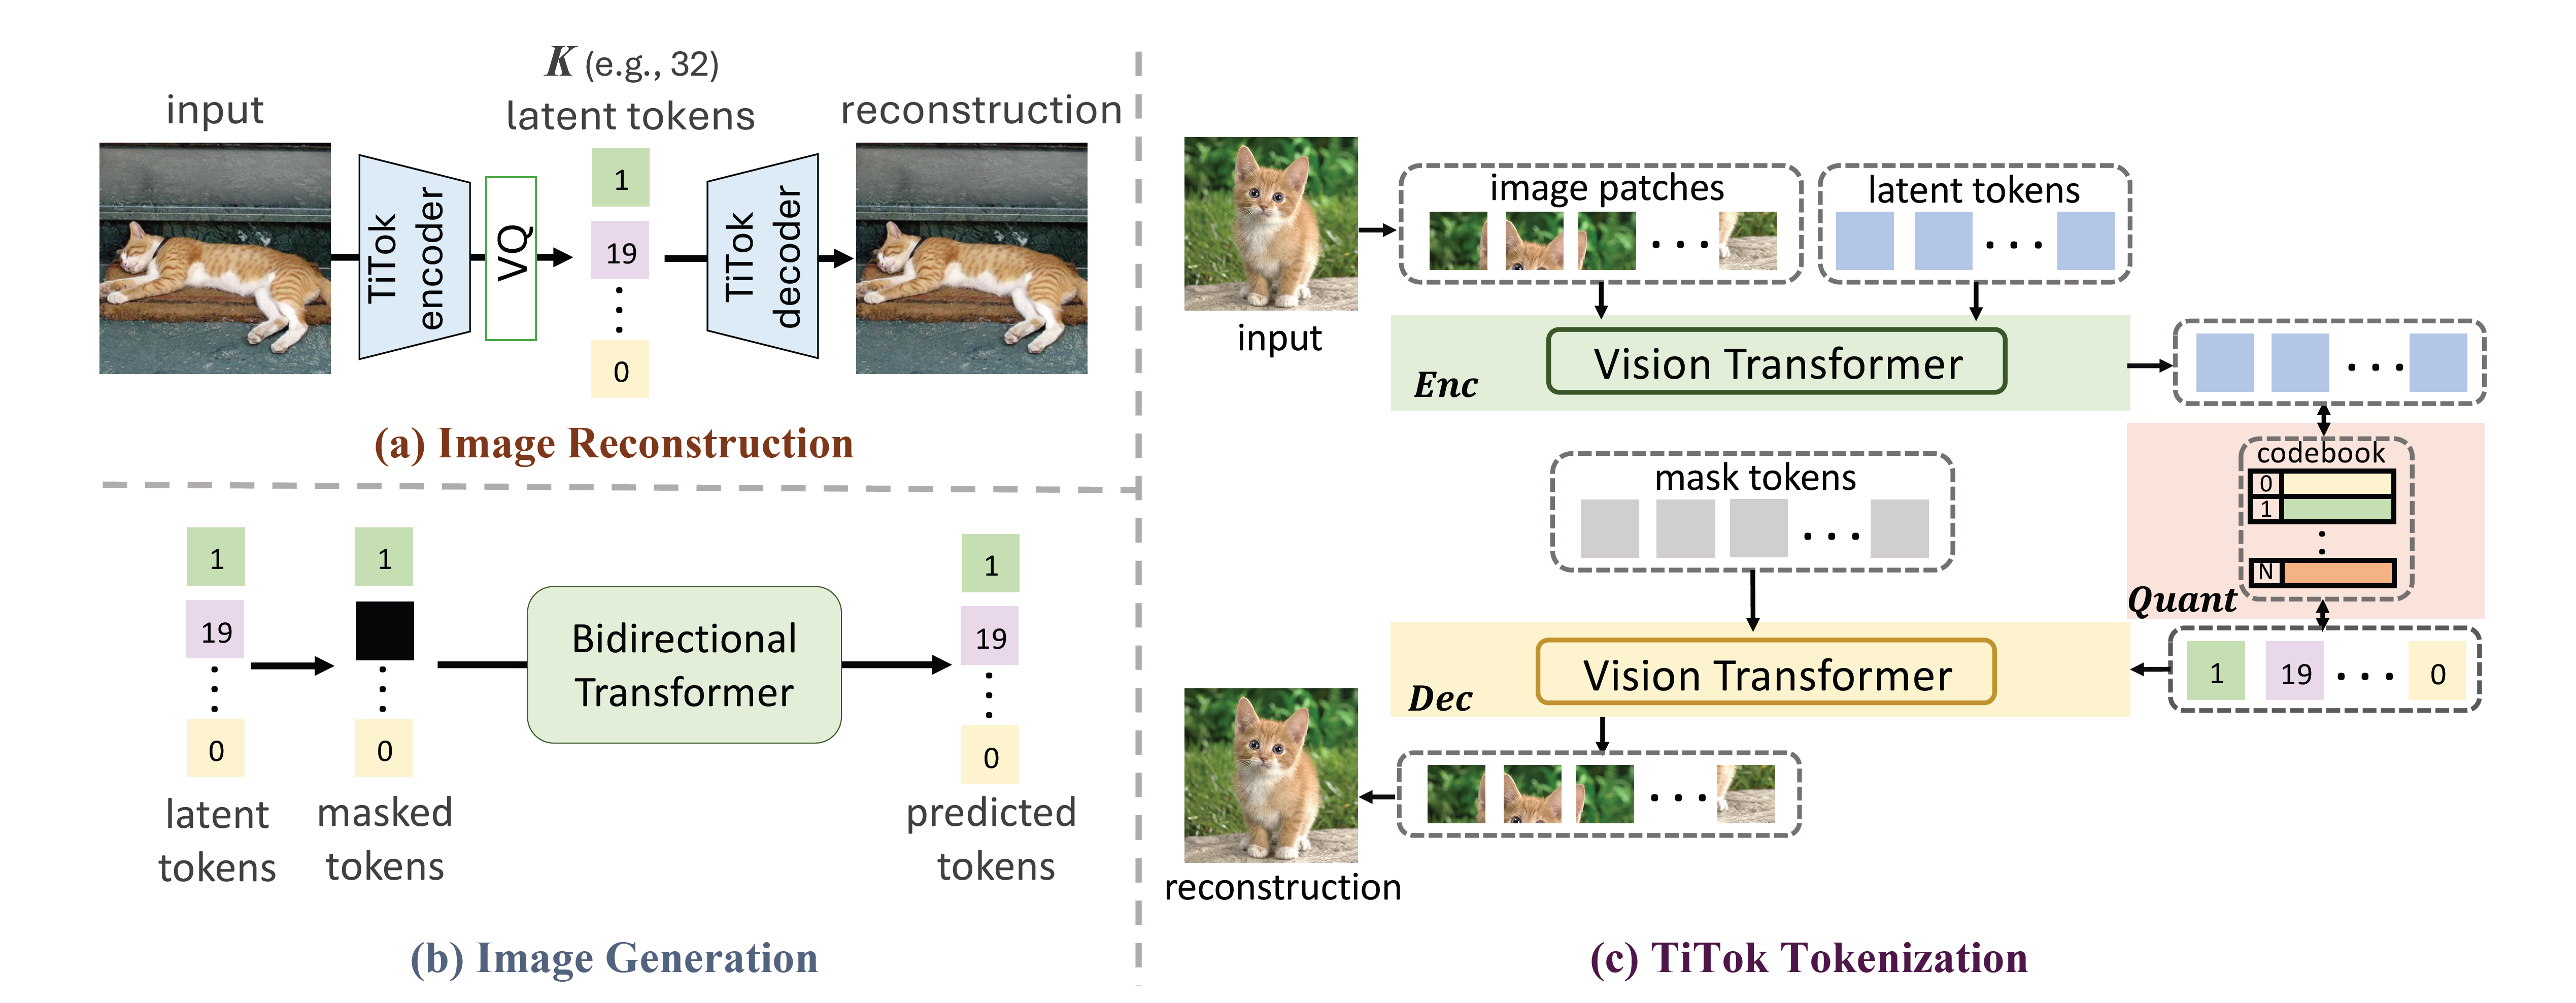 K (e.g., 32)
latent tokens
input
reconstruction
TiTok
encoder
VQ
1
19
0
TiTok
decoder
(a) Image Reconstruction
1
19
0
latent
tokens
1
0
masked
tokens
Bidirectional
Transformer
1
19
0
predicted
tokens
(b) Image Generation
input
image patches
latent tokens
Vision Transformer
Enc
codebook
0
1
N
Quant
mask tokens
Vision Transformer
Dec
1 19 0
reconstruction
(c) TiTok Tokenization